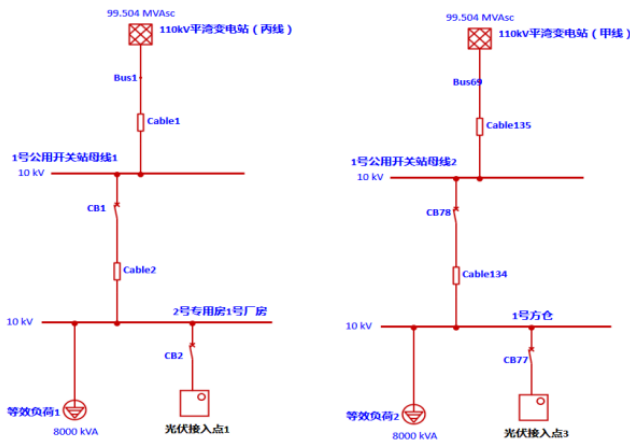 99.504 MVAsc
110kV平湾变电站（丙线）
Bus1
Cable1
1号公用开关站母线1
10 kV
CB1
Cable2
10 kV
2号专用房1号厂房
CB2
等效负荷1
8000 kVA
光伏接入点1
99.504 MVAsc
110kV平湾变电站（甲线）
Bus69
Cable135
1号公用开关站母线2
10 kV
CB78
Cable134
1号方仓
10 kV
CB77
等效负荷2
8000 kVA
光伏接入点3